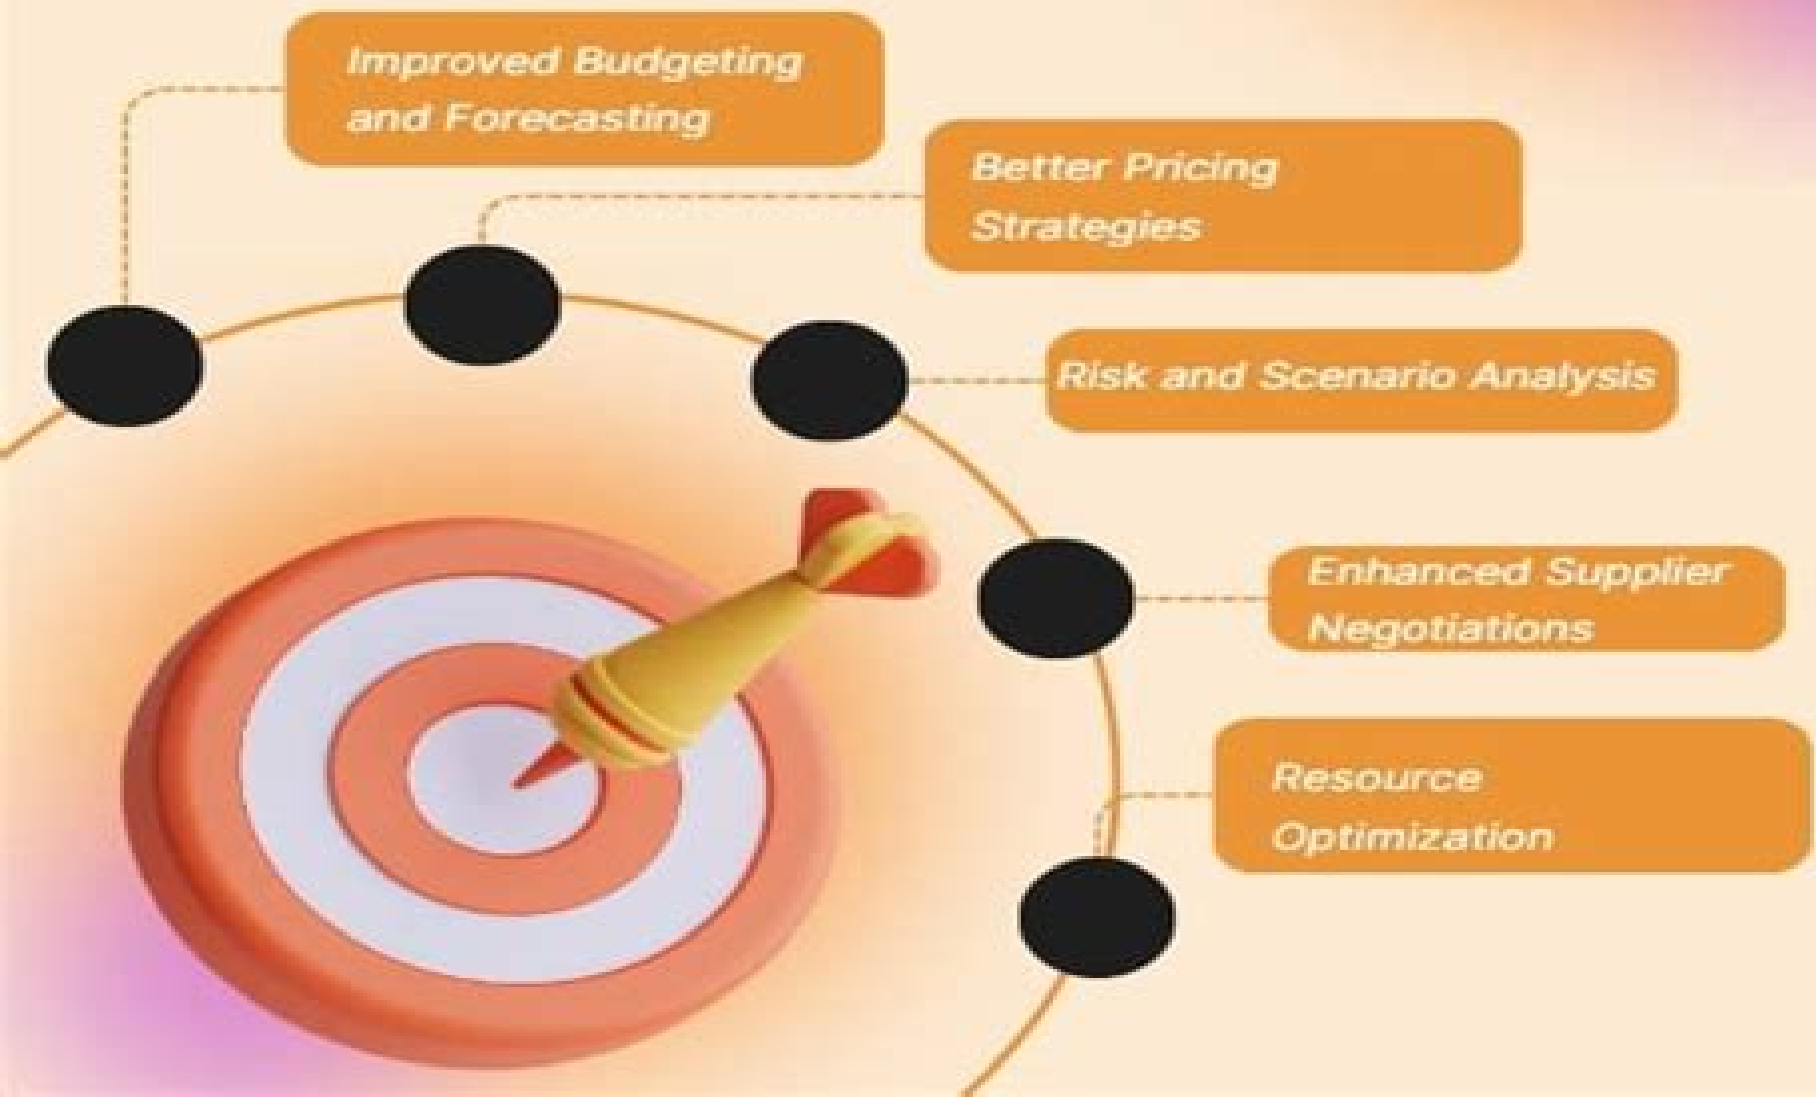 Improved Budgeting
and Forecasting
Better Pricing
Strategies
Risk and Scenario Analysis
Enhanced Supplier
Negotiations
Resource
Optimization